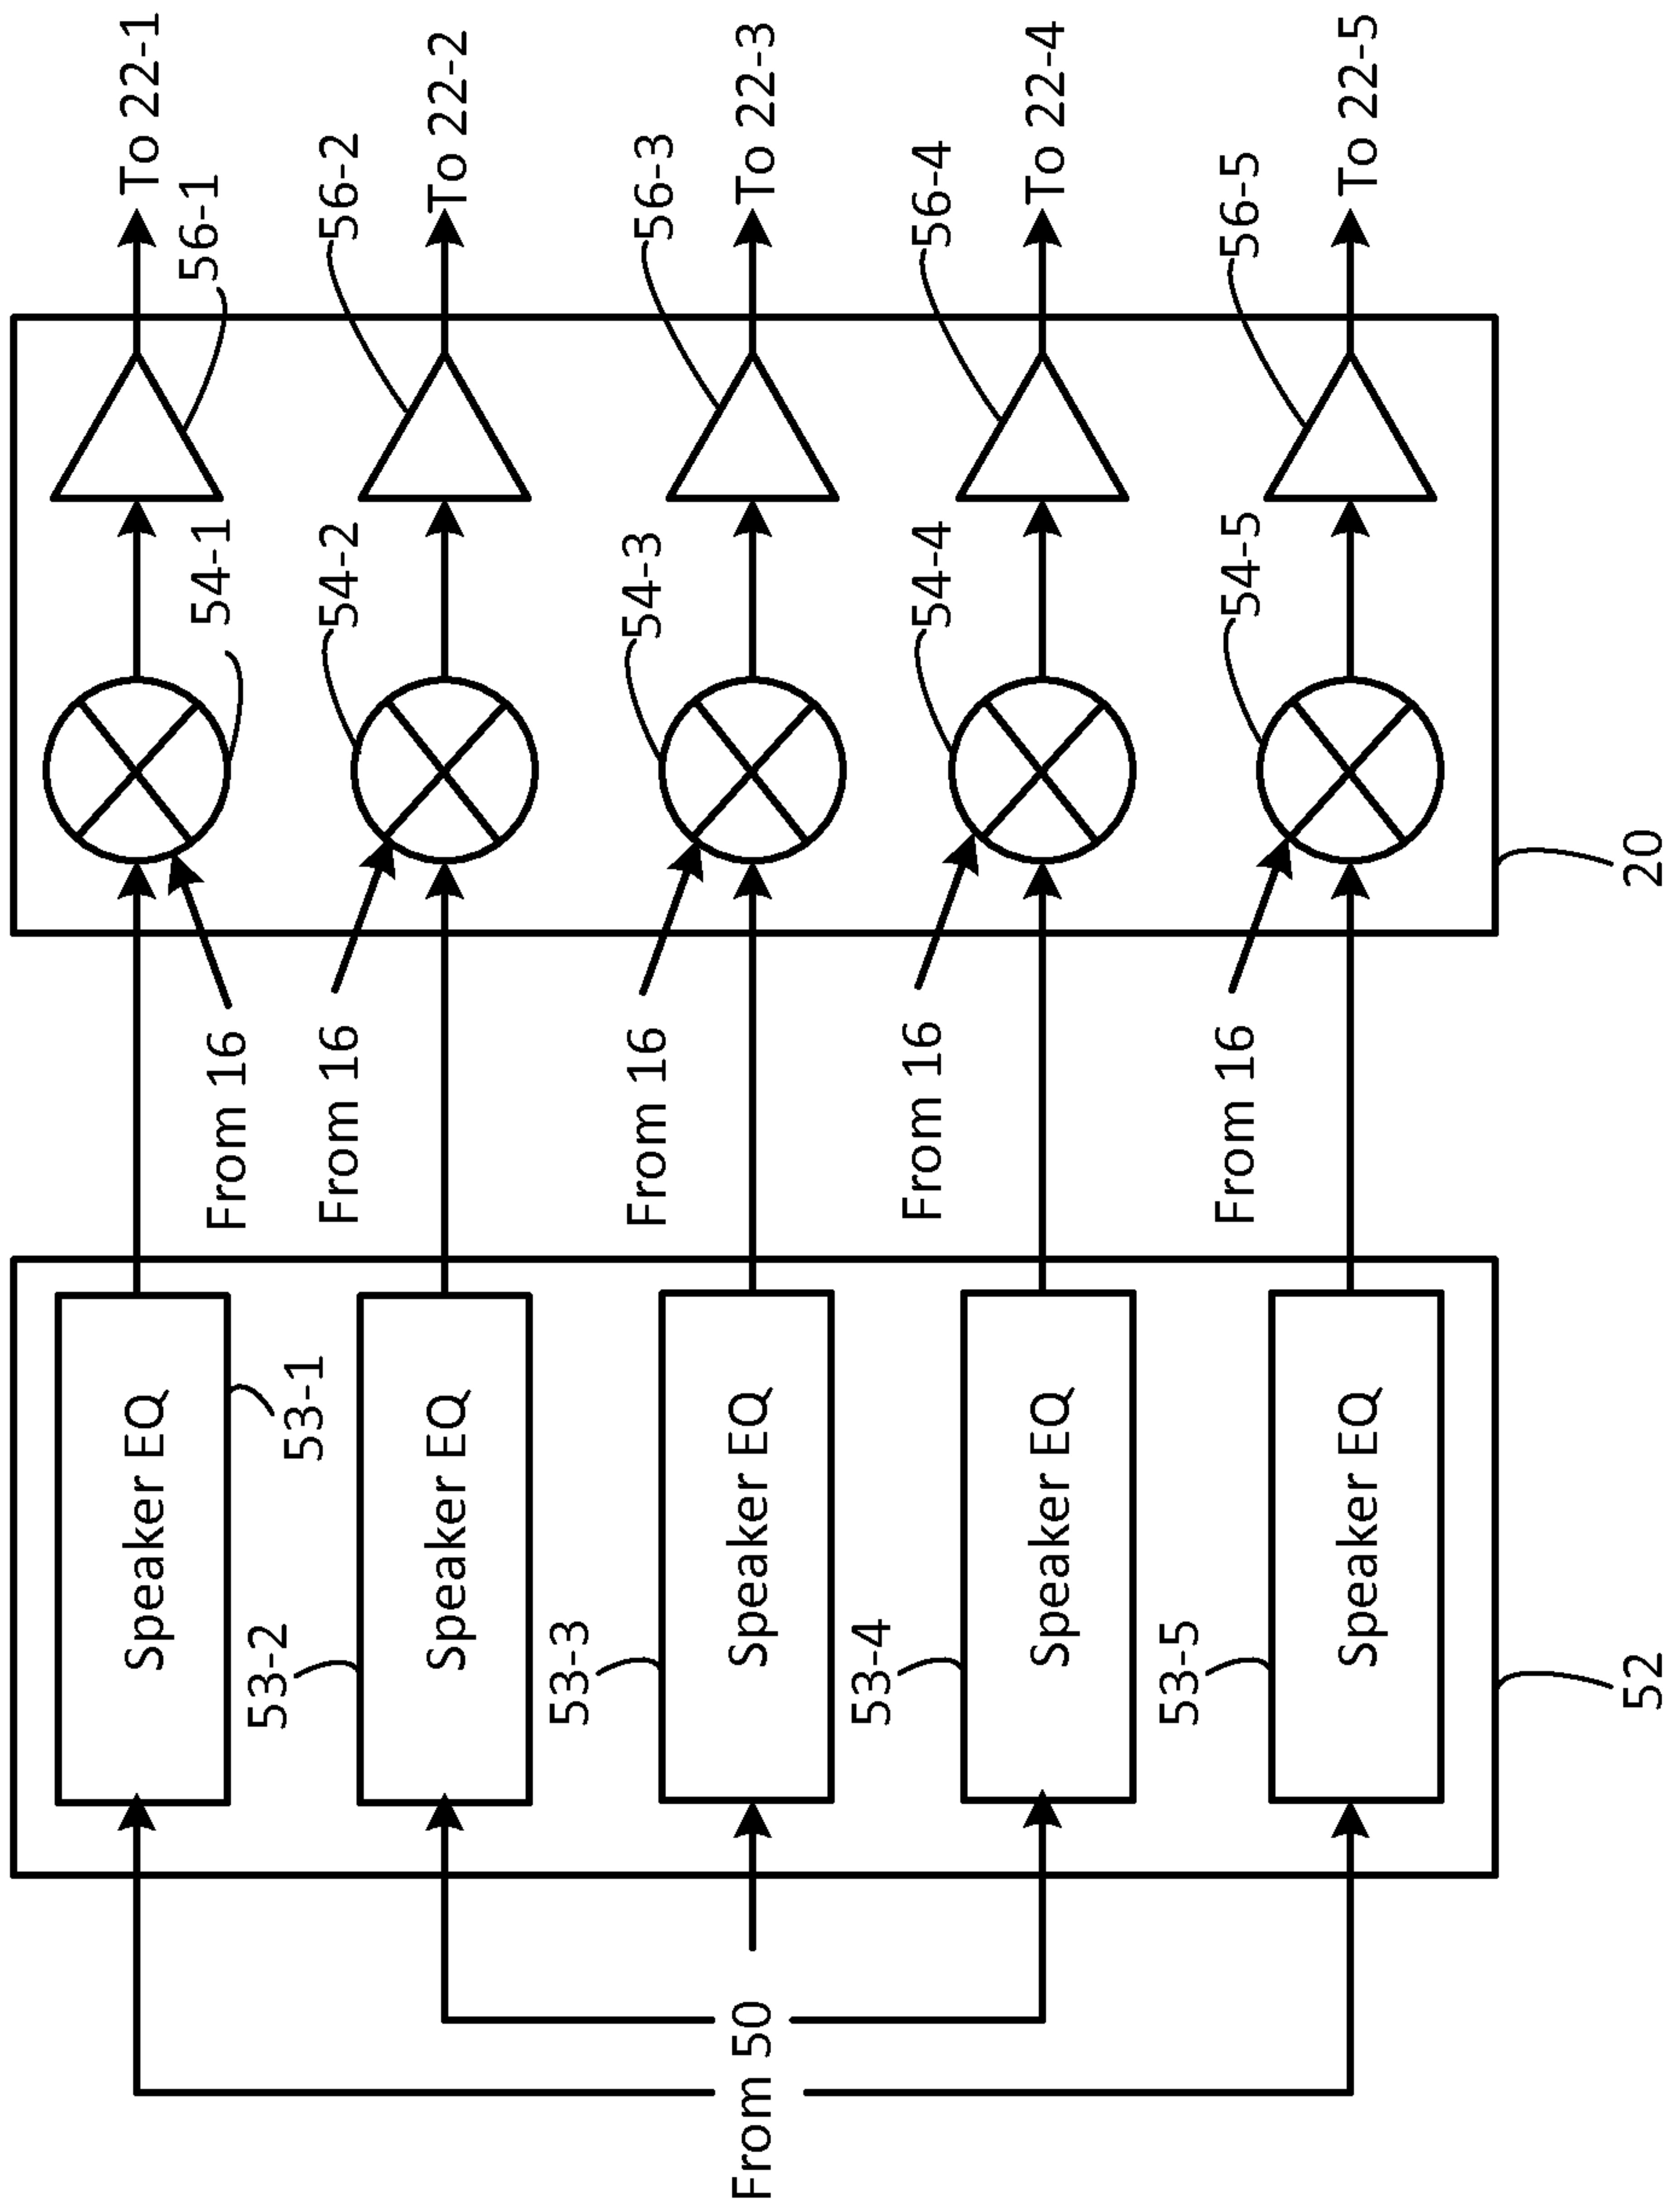 From 50
Speaker EQ
53-1
53-2
Speaker EQ
53-3
Speaker EQ
53-4
Speaker EQ
53-5
Speaker EQ
52
From 16
From 16
From 16
From 16
From 16
54-1
54-2
54-3
54-4
54-5
20
56-1
56-2
56-3
56-4
56-5
To 22-1
To 22-2
To 22-3
To 22-4
To 22-5